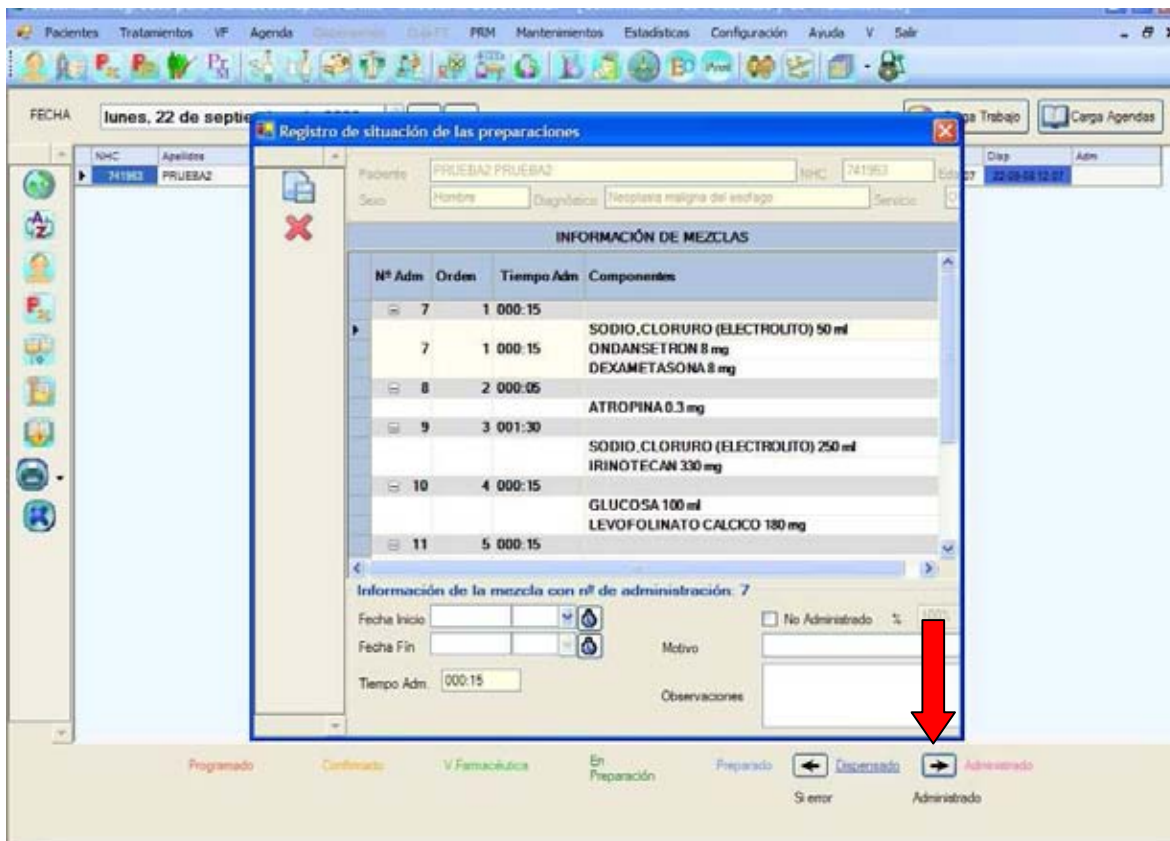 Pacientes Tratamientos VF Agenda PRM Mantenimientos Estadísticas Configuración Ayuda V Salir
FECHA lunes, 22 de septie Trabajo Carga Agendas
Registro de situación de las preparaciones
NHC Apellidos Disp Adm
741963 PRUEBA2
Paciente PRUEBA2 PRUEBA2 NHC 741963
Sexo Hombre Diagnóstico Neoplasia maligna del esofago Servicio
INFORMACIÓN DE MEZCLAS
Nº Adm Orden Tiempo Adm Componentes
7 1 000:15
SODIO,CLORURO (ELECTROLITO) 50 ml
7 1 000:15 ONDANSETRON 8 mg
DEXAMETASONA 8 mg
8 2 000:05
ATROPINA 0.3 mg
9 3 001:30
SODIO,CLORURO (ELECTROLITO) 250 ml
IRINOTECAN 330 mg
10 4 000:15
GLUCOSA 100 ml
LEVOFOLINATO CALCICO 180 mg
11 5 000:15
Información de la mezcla con nº de administración: 7
Fecha Inicio No Administrado % 100%
Fecha Fín Motivo
Tiempo Adm. 000:15
Observaciones
Programado Confirmado V.Farmacéutica En Preparación Preparado Dispensado Administrado
Si error Administrado